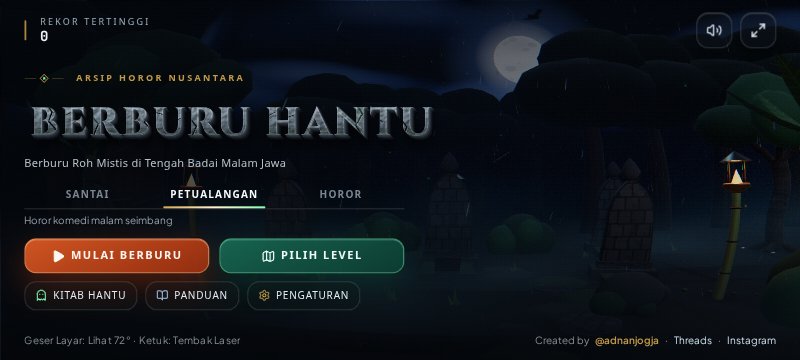 REKOR TERTINGGI
0
ARSIP HOROR NUSANTARA
BERBURU HANTU
Berburu Roh Mistis di Tengah Badai Malam Jawa
SANTAI PETUALANGAN HOROR
Horor komedi malam seimbang
MULAI BERBURU PILIH LEVEL
KITAB HANTU PANDUAN PENGATURAN
Geser Layar: Lihat 72° · Ketuk: Tembak Laser Created by @adnanjogja · Threads · Instagram